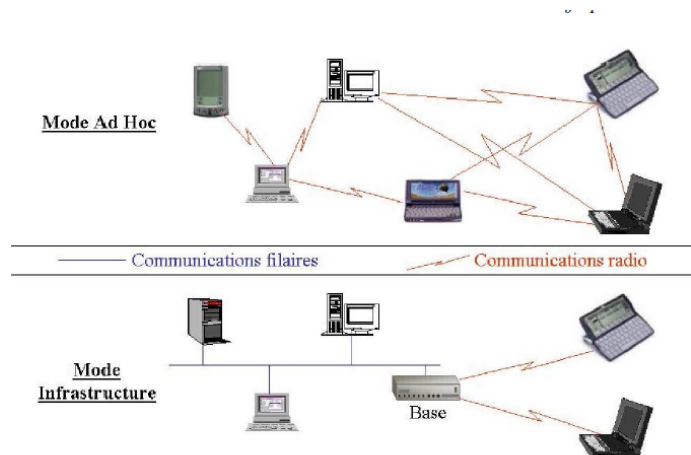 Mode Ad Hoc
Communications filaires
Communications radio
Mode
Infrastructure
Base